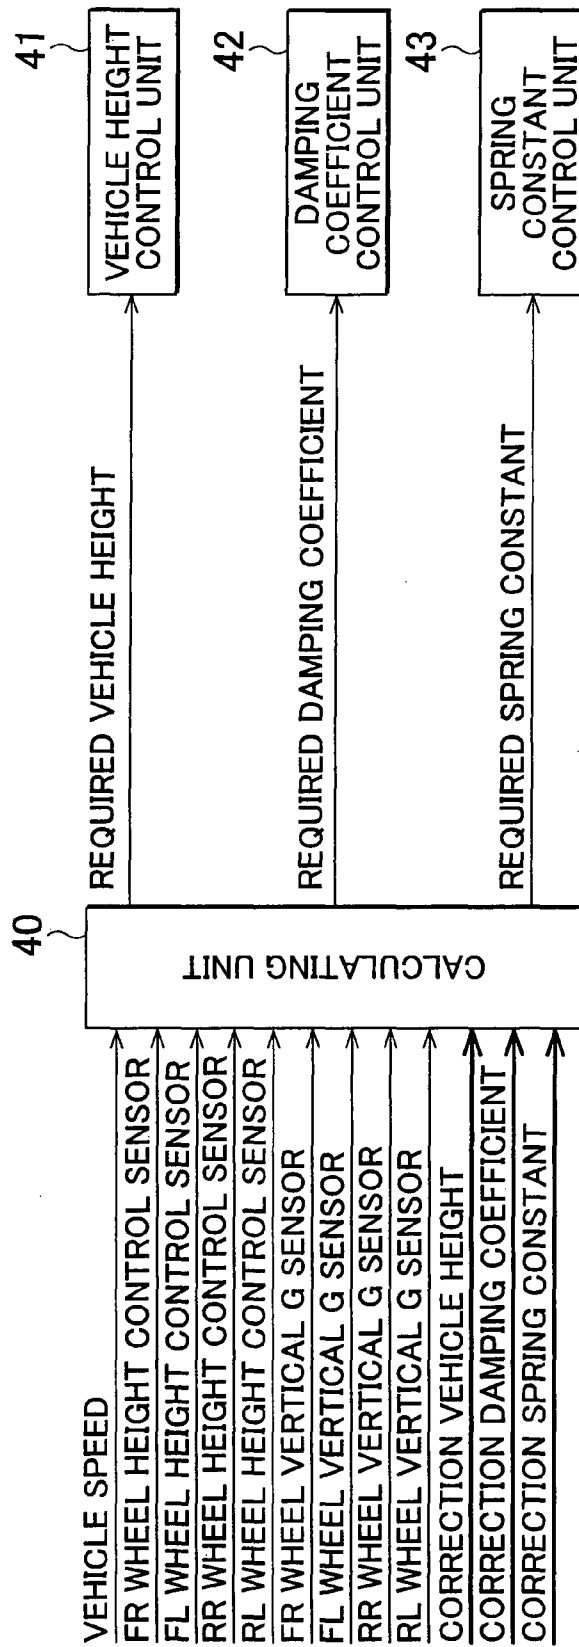 VEHICLE SPEED
FR WHEEL HEIGHT CONTROL SENSOR
FL WHEEL HEIGHT CONTROL SENSOR
RR WHEEL HEIGHT CONTROL SENSOR
RL WHEEL HEIGHT CONTROL SENSOR
FR WHEEL VERTICAL G SENSOR
FL WHEEL VERTICAL G SENSOR
RR WHEEL VERTICAL G SENSOR
RL WHEEL VERTICAL G SENSOR
CORRECTION VEHICLE HEIGHT
CORRECTION DAMPING COEFFICIENT
CORRECTION SPRING CONSTANT
40
CALCULATING UNIT
REQUIRED VEHICLE HEIGHT
REQUIRED DAMPING COEFFICIENT
REQUIRED SPRING CONSTANT
41
VEHICLE HEIGHT
CONTROL UNIT
42
DAMPING
COEFFICIENT
CONTROL UNIT
43
SPRING
CONSTANT
CONTROL UNIT